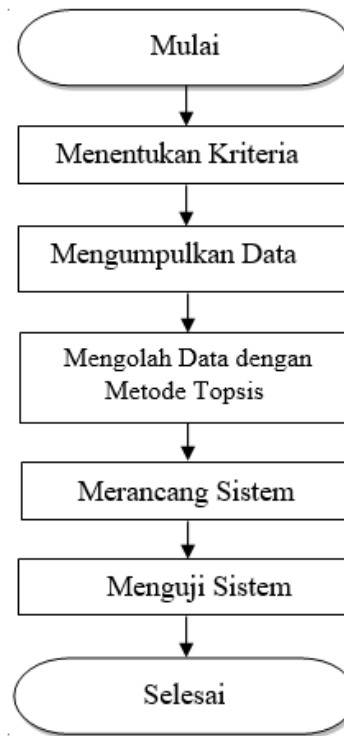 Mulai
Menentukan Kriteria
Mengumpulkan Data
Mengolah Data dengan
Metode Topsis
Merancang Sistem
Menguji Sistem
Selesai